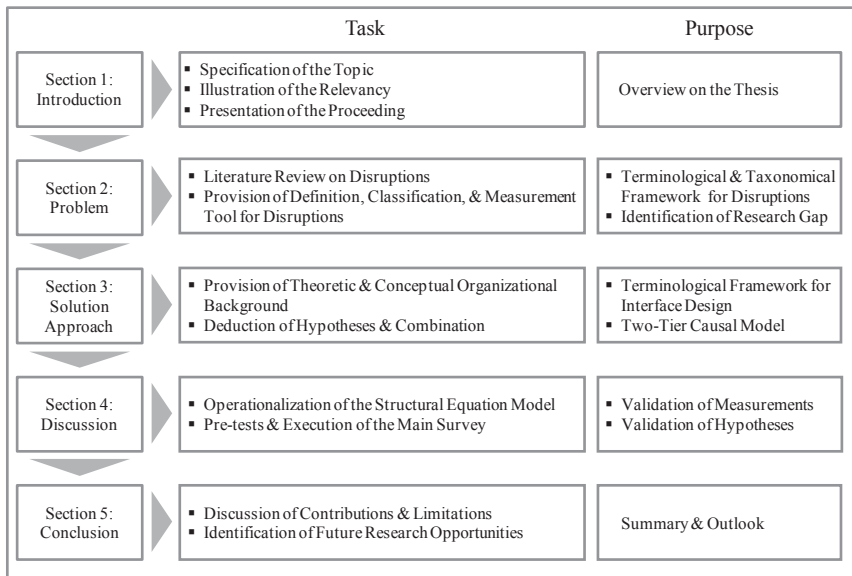 Task
Purpose
Section 1:
Introduction
▪ Specification of the Topic
▪ Illustration of the Relevancy
▪ Presentation of the Proceeding
Overview on the Thesis
Section 2:
Problem
▪ Literature Review on Disruptions
▪ Provision of Definition, Classification, & Measurement
Tool for Disruptions
▪ Terminological & Taxonomical
Framework for Disruptions
▪ Identification of Research Gap
Section 3:
Solution
Approach
▪ Provision of Theoretic & Conceptual Organizational
Background
▪ Deduction of Hypotheses & Combination
▪ Terminological Framework for
Interface Design
▪ Two-Tier Causal Model
Section 4:
Discussion
▪ Operationalization of the Structural Equation Model
▪ Pre-tests & Execution of the Main Survey
▪ Validation of Measurements
▪ Validation of Hypotheses
Section 5:
Conclusion
▪ Discussion of Contributions & Limitations
▪ Identification of Future Research Opportunities
Summary & Outlook